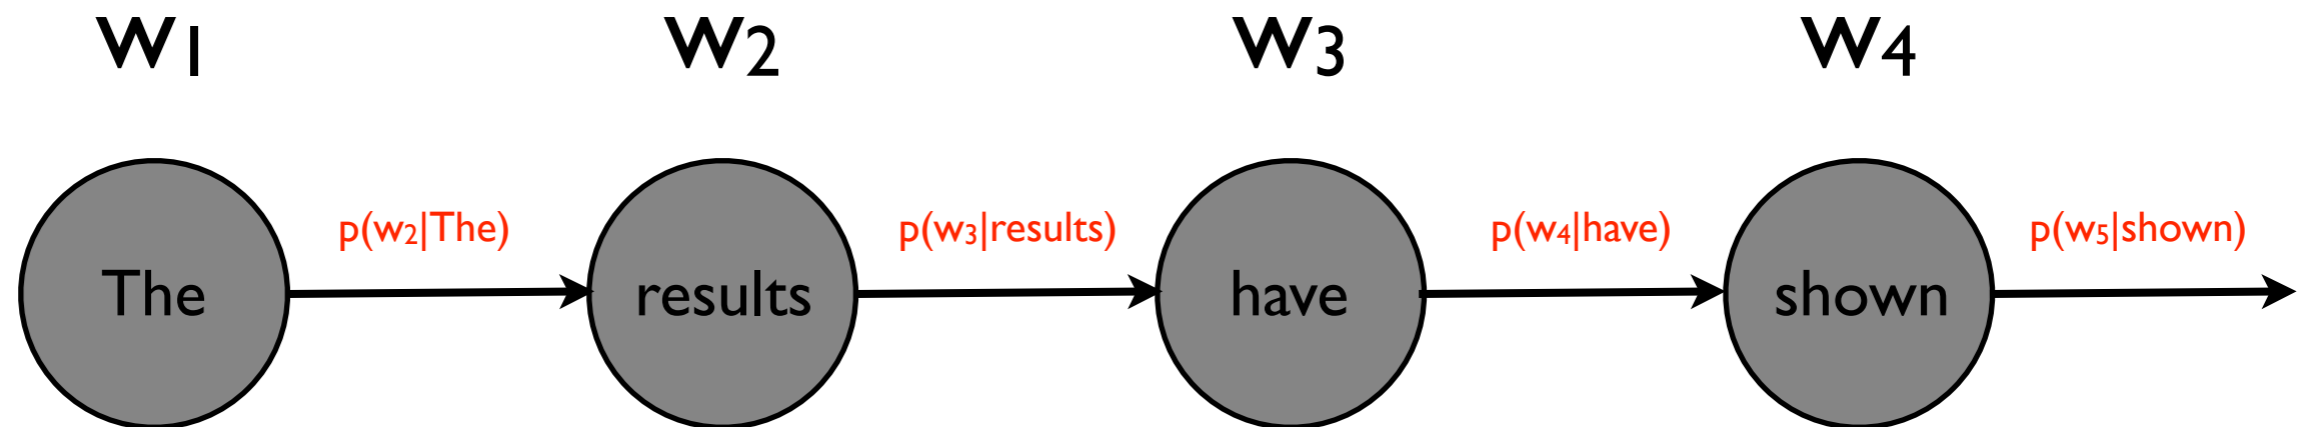 w1 w2 w3 w4
p(w2|The) p(w3|results) p(w4|have) p(w5|shown)
The results have shown